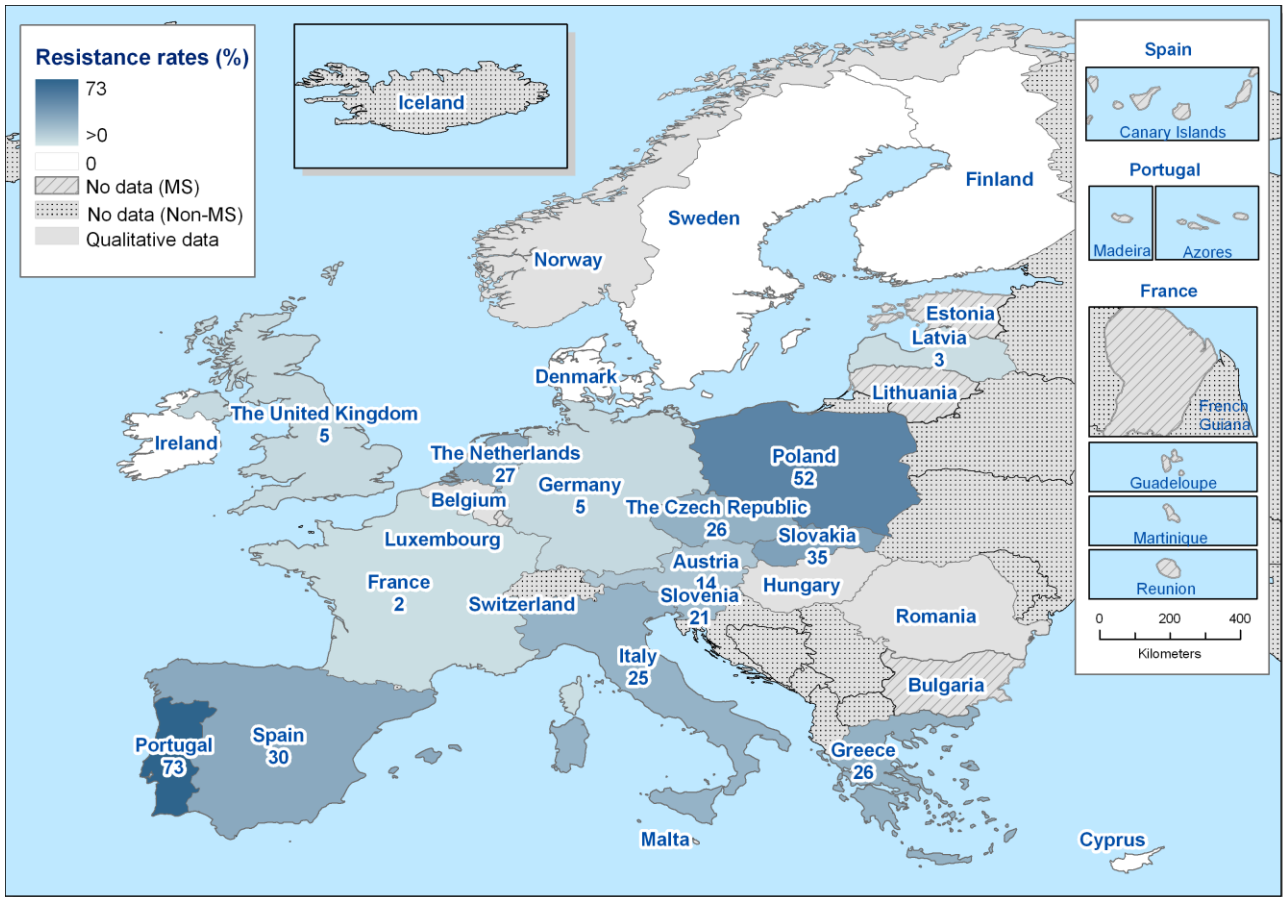 Resistance rates (%)
73
>0
0
No data (MS)
No data (Non-MS)
Qualitative data
Iceland
Finland
Sweden
Norway
Estonia
Latvia
3
Denmark
Lithuania
The United Kingdom
5
Ireland
The Netherlands
27
Poland
52
Germany
5
Belgium
The Czech Republic
26
Luxembourg
Slovakia
35
Austria
14
France
2
Hungary
Switzerland
Slovenia
21
Romania
Italy
25
Bulgaria
Spain
30
Portugal
73
Greece
26
Malta
Cyprus
Spain
Canary Islands
Portugal
Madeira
Azores
France
French
Guiana
Guadeloupe
Martinique
Reunion
0 200 400
Kilometers